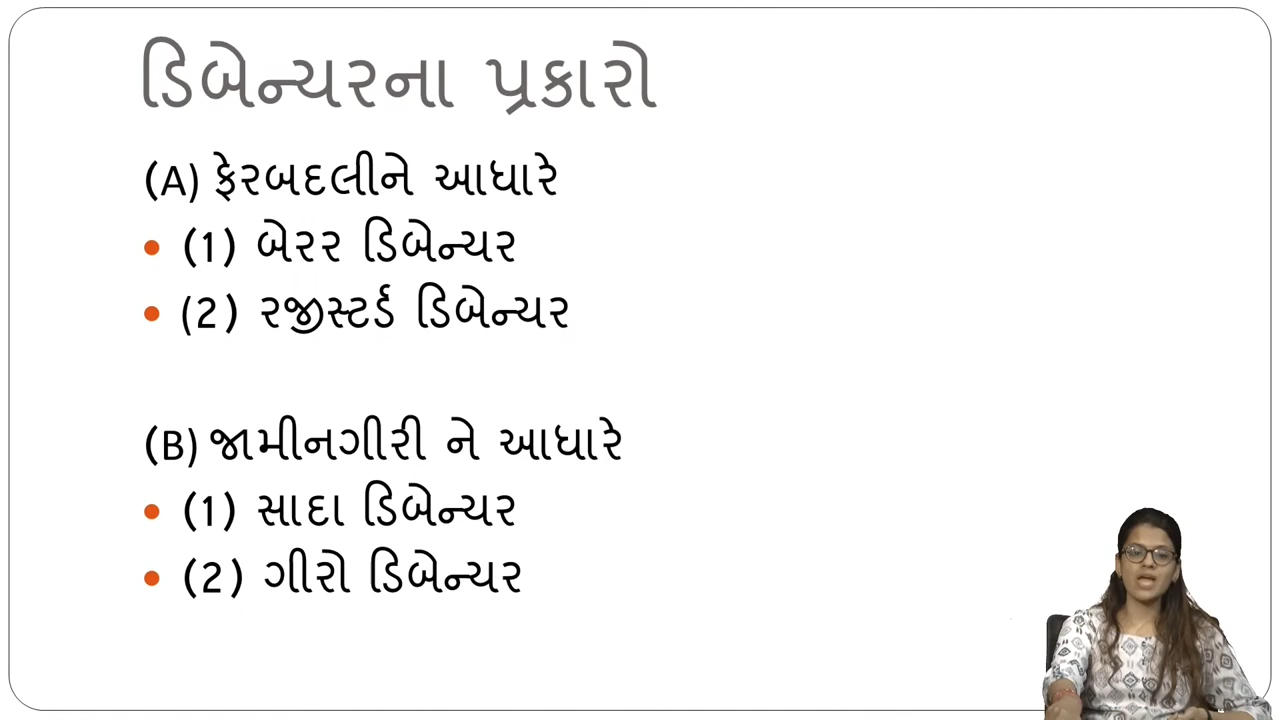 ડિબેન્ચરના પ્રકારો
(A) ફેરબદલીને આધારે
• (1) બેરર ડિબેન્ચર
• (2) રજીસ્ટર્ડ ડિબેન્ચર
(B) જામીનગીરી ને આધારે
• (1) સાદા ડિબેન્ચર
• (2) ગીરો ડિબેન્ચર